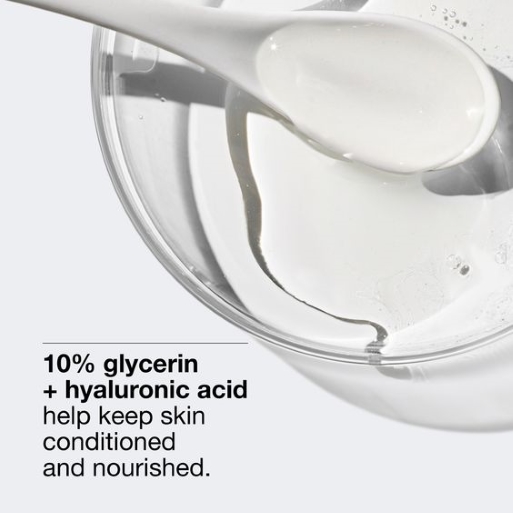 10% glycerin
+ hyaluronic acid
help keep skin
conditioned
and nourished.